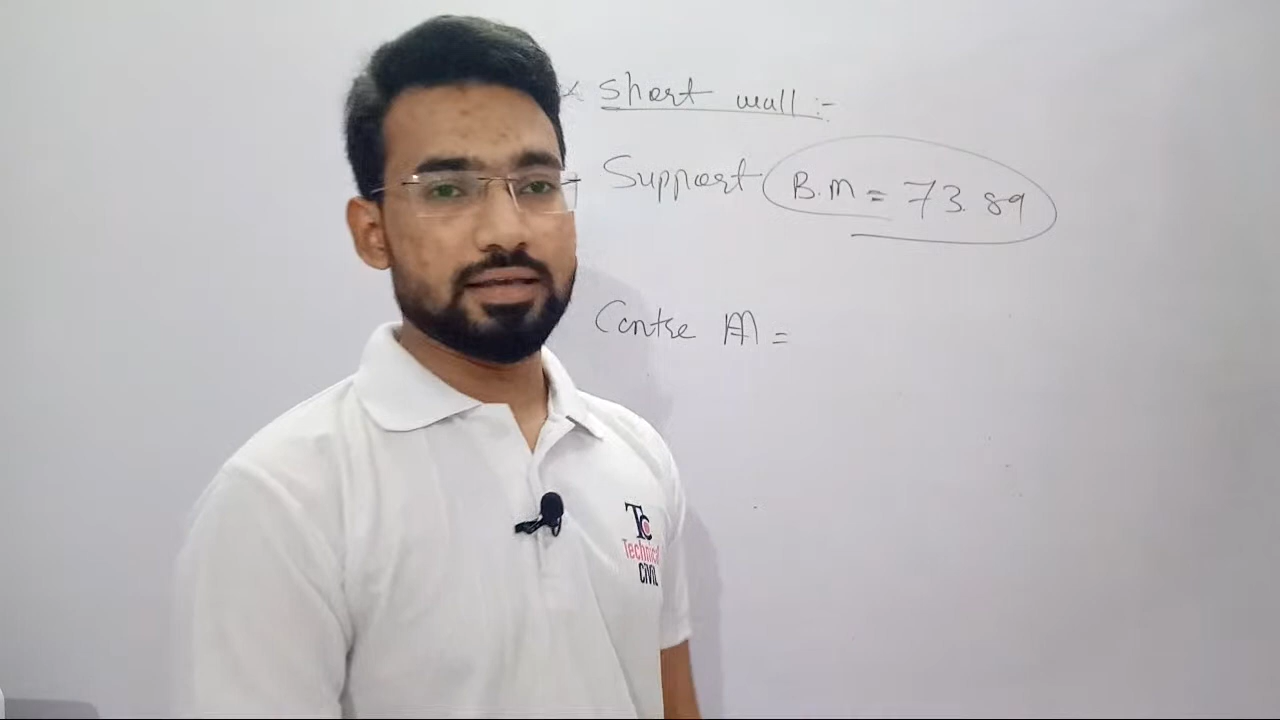 × Short wall :-
Support B.M = 73.89
Centre M =
TC
Technical
CIVIL